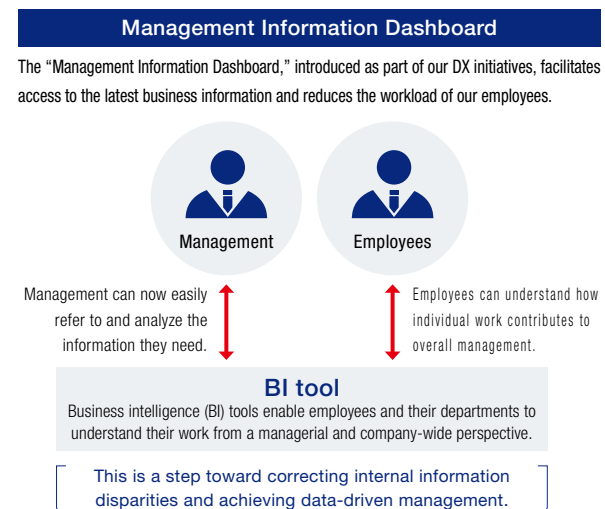 Management Information Dashboard
The “Management Information Dashboard,” introduced as part of our DX initiatives, facilitates
access to the latest business information and reduces the workload of our employees.
Management
Employees
Management can now easily
refer to and analyze the
information they need.
Employees can understand how
individual work contributes to
overall management.
BI tool
Business intelligence (BI) tools enable employees and their departments to
understand their work from a managerial and company-wide perspective.
This is a step toward correcting internal information
disparities and achieving data-driven management.